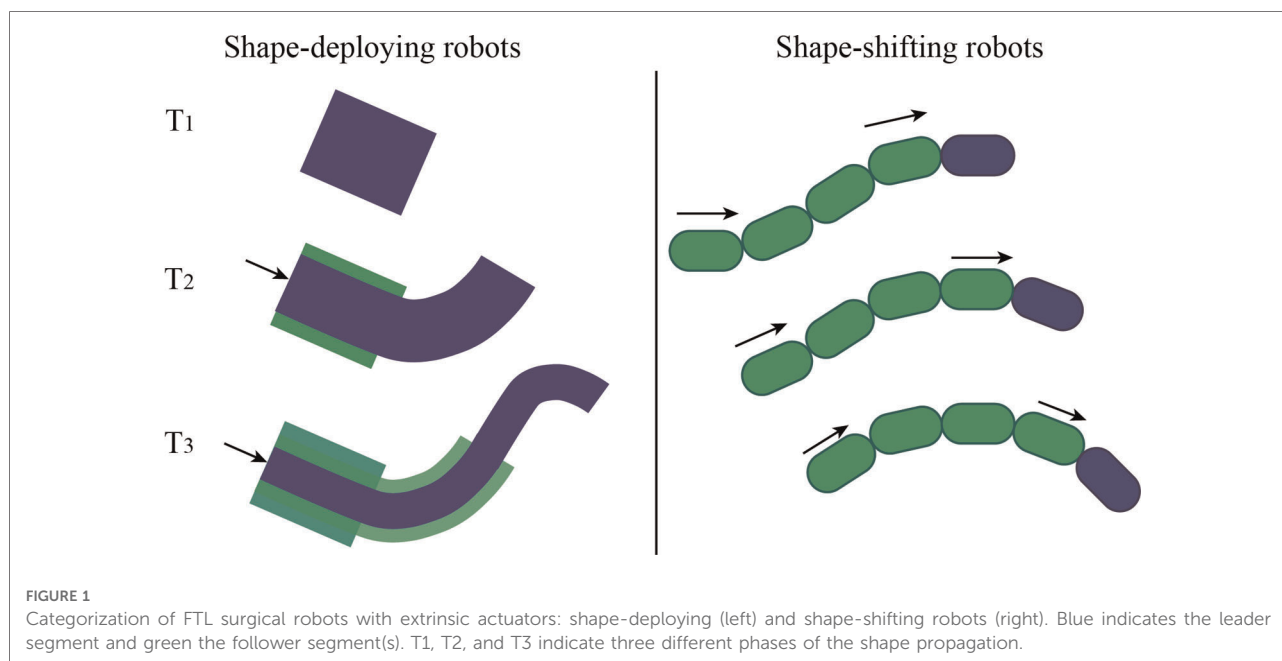 Shape-deploying robots
Shape-shifting robots
T1
T2
T3
FIGURE 1
Categorization of FTL surgical robots with extrinsic actuators: shape-deploying (left) and shape-shifting robots (right). Blue indicates the leader
segment and green the follower segment(s). T1, T2, and T3 indicate three different phases of the shape propagation.